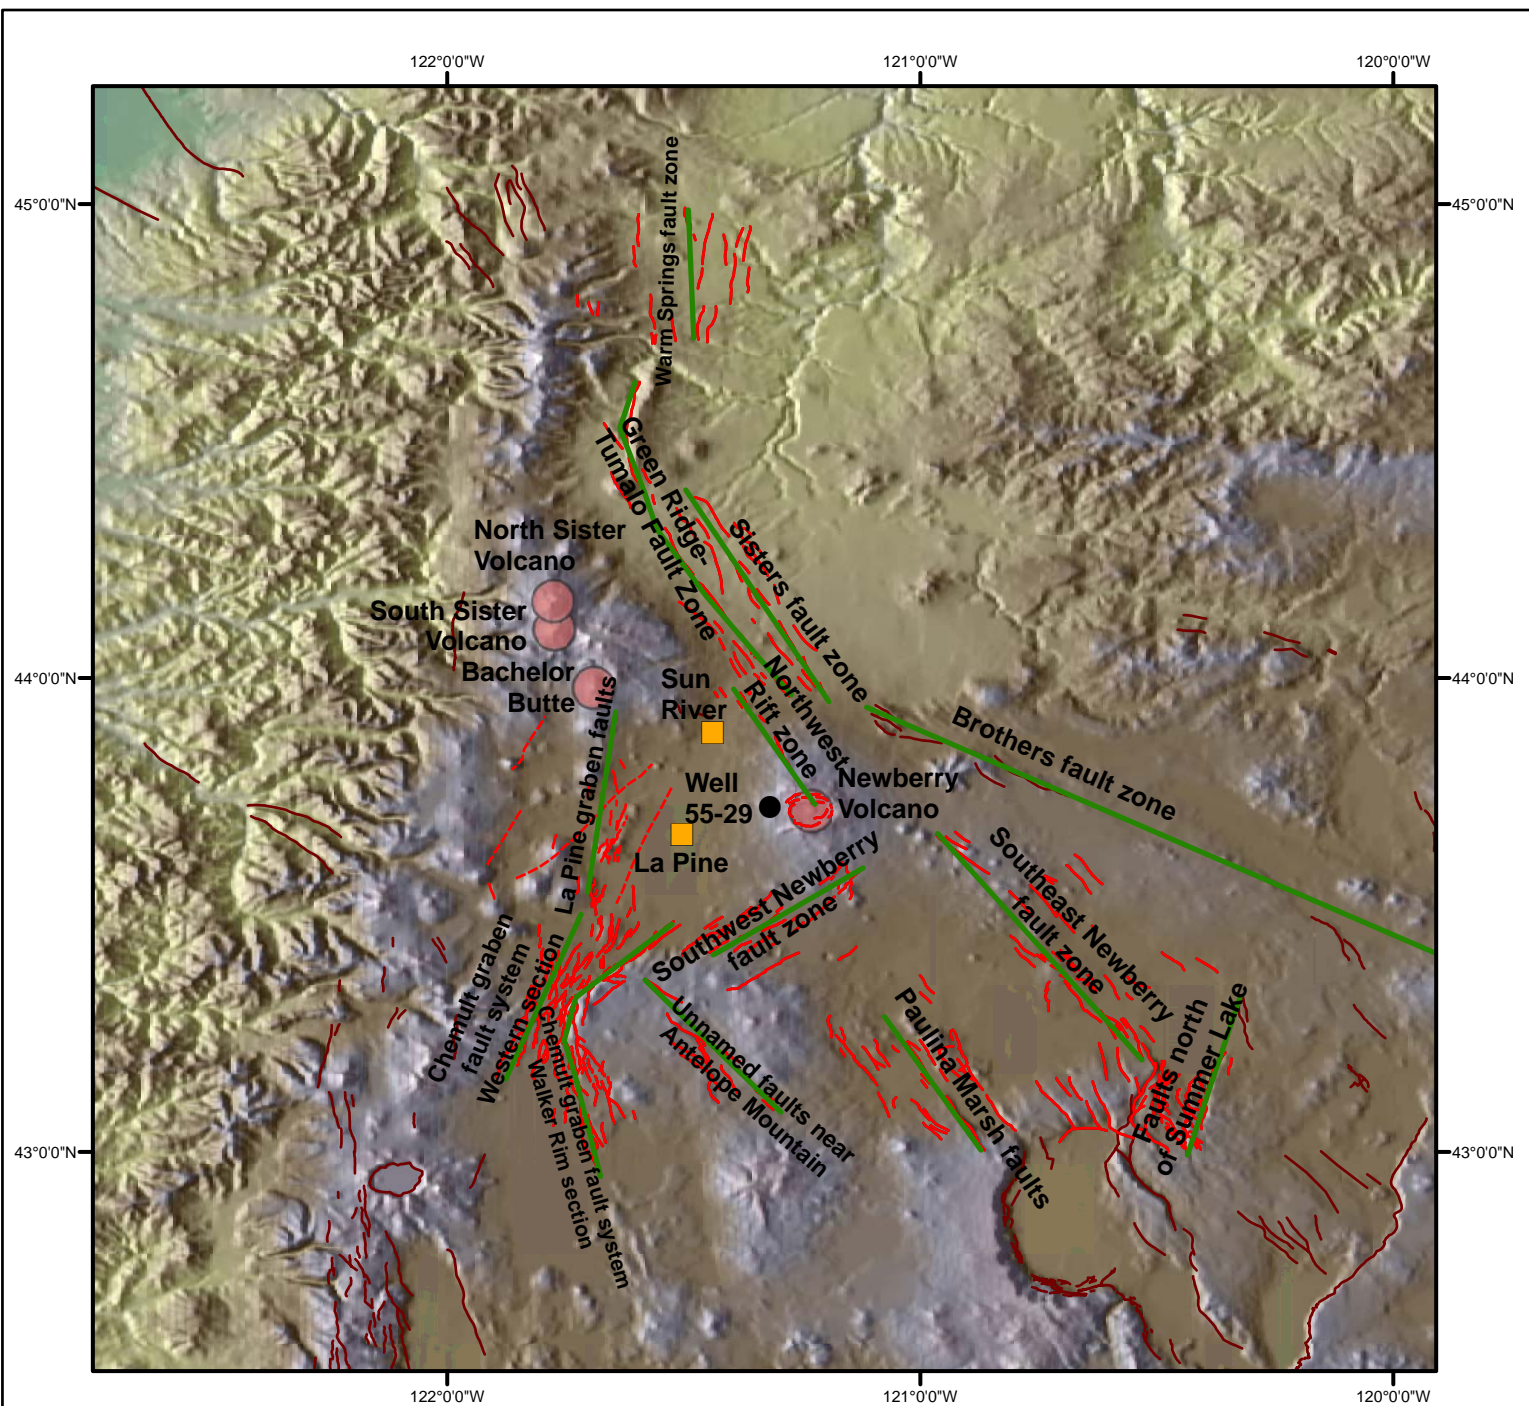 122°0'0"W
121°0'0"W
120°0'0"W
45°0'0"N
45°0'0"N
Warm Springs fault zone
Green Ridge-
Tumalo Fault Zone
Sisters fault zone
North Sister
Volcano
South Sister
Volcano
Bachelor
Butte
44°0'0"N
44°0'0"N
Sun
River
Northwest
Rift zone
Brothers fault zone
La Pine graben faults
Well
55-29
Newberry
Volcano
La Pine
Southwest Newberry
fault zone
Southeast Newberry
fault zone
Chemult graben
fault system
Western section
Chemult graben fault system
Walker Rim section
Unnamed faults near
Antelope Mountain
Paulina Marsh faults
Faults north
of Summer Lake
43°0'0"N
43°0'0"N
122°0'0"W
121°0'0"W
120°0'0"W